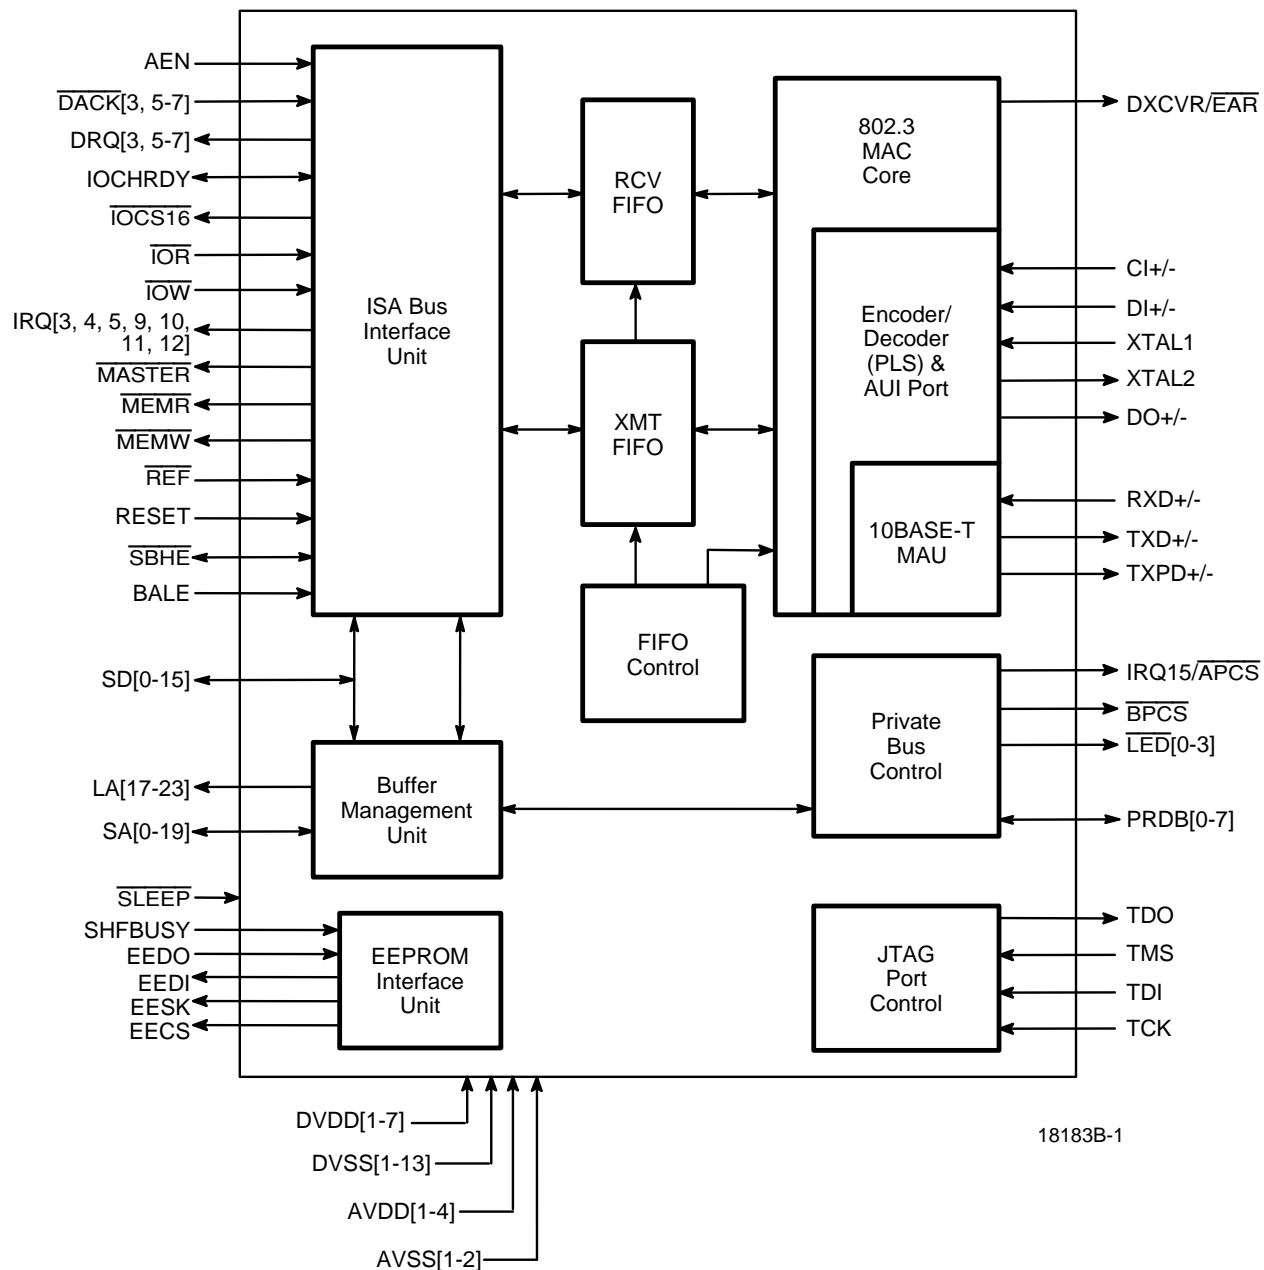 AEN
DACK[3, 5-7]
DRQ[3, 5-7]
IOCHRDY
IOCS16
IOR
IOW
IRQ[3, 4, 5, 9, 10,
11, 12]
MASTER
MEMR
MEMW
REF
RESET
SBHE
BALE
SD[0-15]
LA[17-23]
SA[0-19]
SLEEP
SHFBUSY
EEDO
EEDI
EESK
EECS
ISA Bus
Interface
Unit
RCV
FIFO
XMT
FIFO
FIFO
Control
Buffer
Management
Unit
EEPROM
Interface
Unit
802.3
MAC
Core
Encoder/
Decoder
(PLS) &
AUI Port
10BASE-T
MAU
Private
Bus
Control
JTAG
Port
Control
DXCVR/EAR
CI+/-
DI+/-
XTAL1
XTAL2
DO+/-
RXD+/-
TXD+/-
TXPD+/-
IRQ15/APCS
BPCS
LED[0-3]
PRDB[0-7]
TDO
TMS
TDI
TCK
DVDD[1-7]
DVSS[1-13]
AVDD[1-4]
AVSS[1-2]
18183B-1